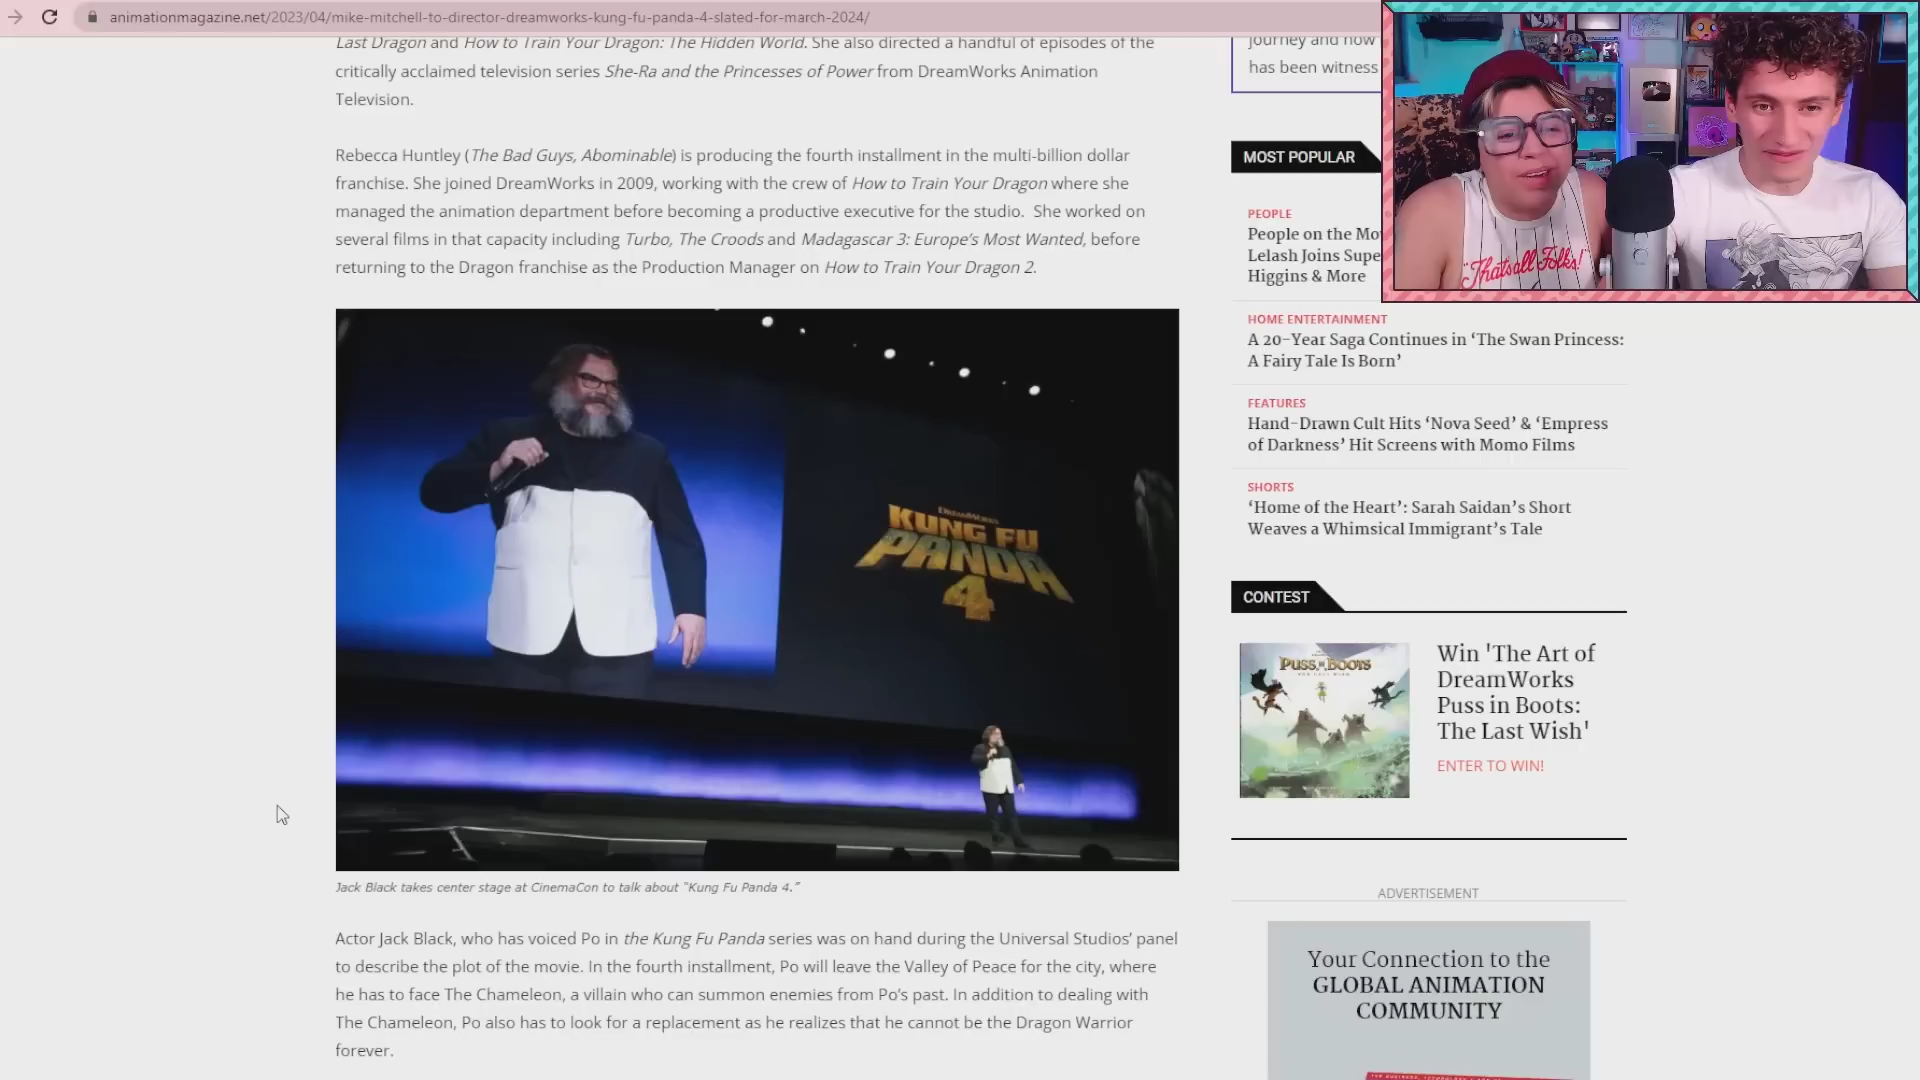 animationmagazine.net/2023/04/mike-mitchell-to-director-dreamworks-kung-fu-panda-4-slated-for-march-2024/
Last Dragon and How to Train Your Dragon: The Hidden World. She also directed a handful of episodes of the
critically acclaimed television series She-Ra and the Princesses of Power from DreamWorks Animation
Television.
Rebecca Huntley (The Bad Guys, Abominable) is producing the fourth installment in the multi-billion dollar
franchise. She joined DreamWorks in 2009, working with the crew of How to Train Your Dragon where she
managed the animation department before becoming a productive executive for the studio. She worked on
several films in that capacity including Turbo, The Croods and Madagascar 3: Europe's Most Wanted, before
returning to the Dragon franchise as the Production Manager on How to Train Your Dragon 2.
DreamWorks
KUNG FU
PANDA
4
Jack Black takes center stage at CinemaCon to talk about "Kung Fu Panda 4."
Actor Jack Black, who has voiced Po in the Kung Fu Panda series was on hand during the Universal Studios' panel
to describe the plot of the movie. In the fourth installment, Po will leave the Valley of Peace for the city, where
he has to face The Chameleon, a villain who can summon enemies from Po's past. In addition to dealing with
The Chameleon, Po also has to look for a replacement as he realizes that he cannot be the Dragon Warrior
forever.
journey and how
has been witness
MOST POPULAR
PEOPLE
People on the Mo
Lelash Joins Supe
Higgins & More
HOME ENTERTAINMENT
A 20-Year Saga Continues in 'The Swan Princess:
A Fairy Tale Is Born'
FEATURES
Hand-Drawn Cult Hits 'Nova Seed' & 'Empress
of Darkness' Hit Screens with Momo Films
SHORTS
'Home of the Heart': Sarah Saidan's Short
Weaves a Whimsical Immigrant's Tale
CONTEST
PUSS IN BOOTS
THE LAST WISH
Win 'The Art of
DreamWorks
Puss in Boots:
The Last Wish'
ENTER TO WIN!
ADVERTISEMENT
Your Connection to the
GLOBAL ANIMATION
COMMUNITY
"Thats all Folks!"